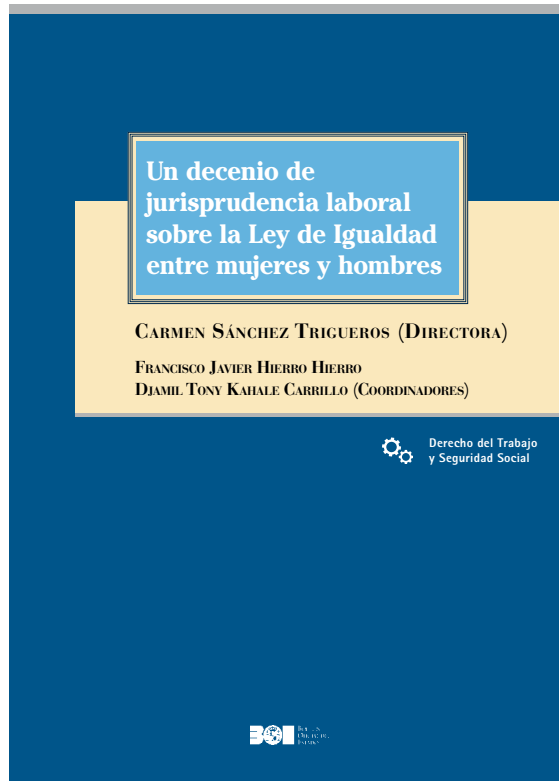 Un decenio de
jurisprudencia laboral
sobre la Ley de Igualdad
entre mujeres y hombres
Carmen Sánchez Trigueros (Directora)
Francisco Javier Hierro Hierro
Djamil Tony Kahale Carrillo (Coordinadores)
Derecho del Trabajo
y Seguridad Social